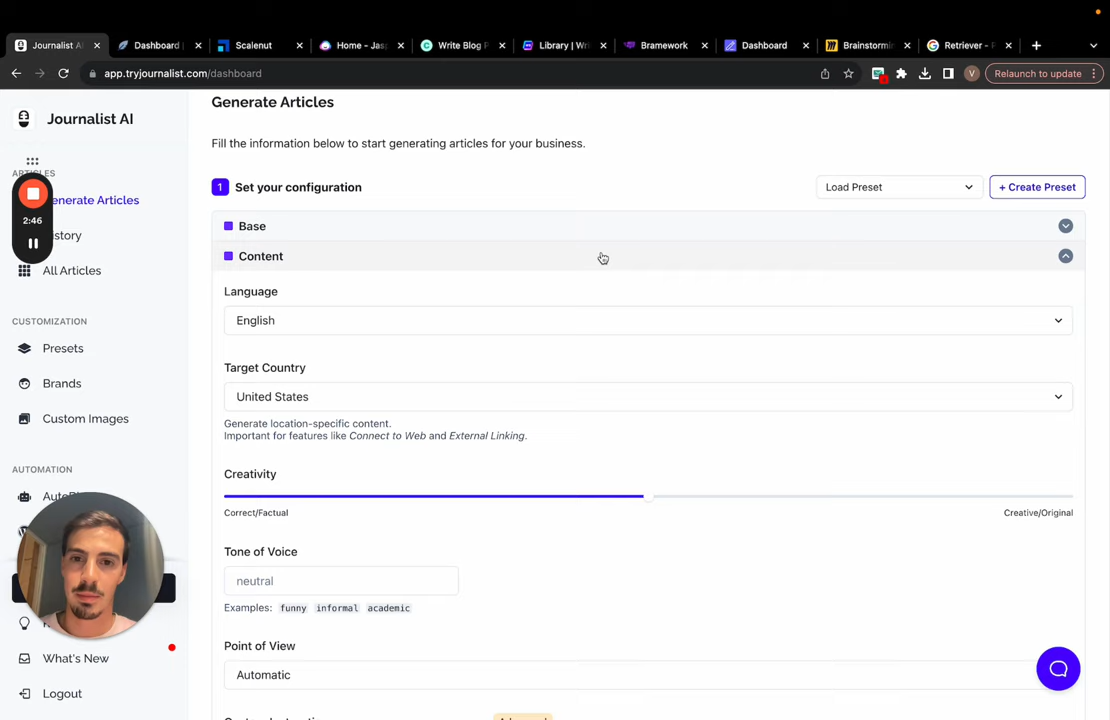 Journalist AI
Dashboard
Scalenut
Home - Jas
Write Blog P
Library | Wri
Bramework
Dashboard
Brainstormin
Retriever - P
app.tryjournalist.com/dashboard
Relaunch to update
V
Journalist AI
ARTICLES
enerate Articles
istory
All Articles
2:46
CUSTOMIZATION
Presets
Brands
Custom Images
AUTOMATION
What's New
Logout
Generate Articles
Fill the information below to start generating articles for your business.
1 Set your configuration
Load Preset
+ Create Preset
Base
Content
Language
English
Target Country
United States
Generate location-specific content.
Important for features like Connect to Web and External Linking.
Creativity
Correct/Factual
Creative/Original
Tone of Voice
neutral
Examples: funny informal academic
Point of View
Automatic